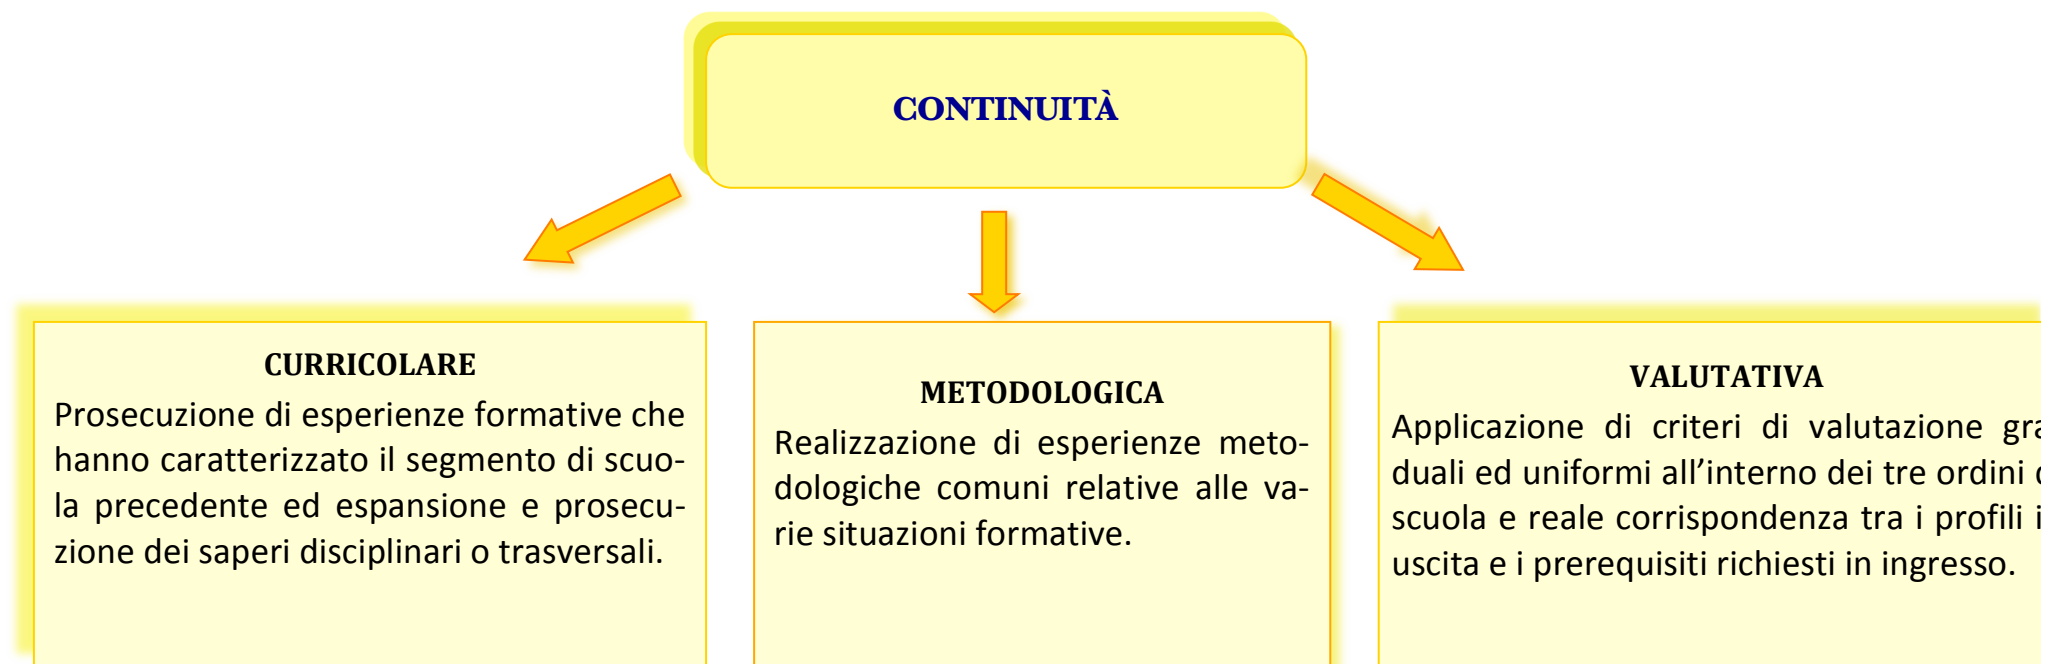 CONTINUITÀ
CURRICOLARE
Prosecuzione di esperienze formative che
hanno caratterizzato il segmento di scuo-
la precedente ed espansione e prosecu-
zione dei saperi disciplinari o trasversali.
METODOLOGICA
Realizzazione di esperienze meto-
dologiche comuni relative alle va-
rie situazioni formative.
VALUTATIVA
Applicazione di criteri di valutazione gra
duali ed uniformi all’interno dei tre ordini
scuola e reale corrispondenza tra i profili
uscita e i prerequisiti richiesti in ingresso.